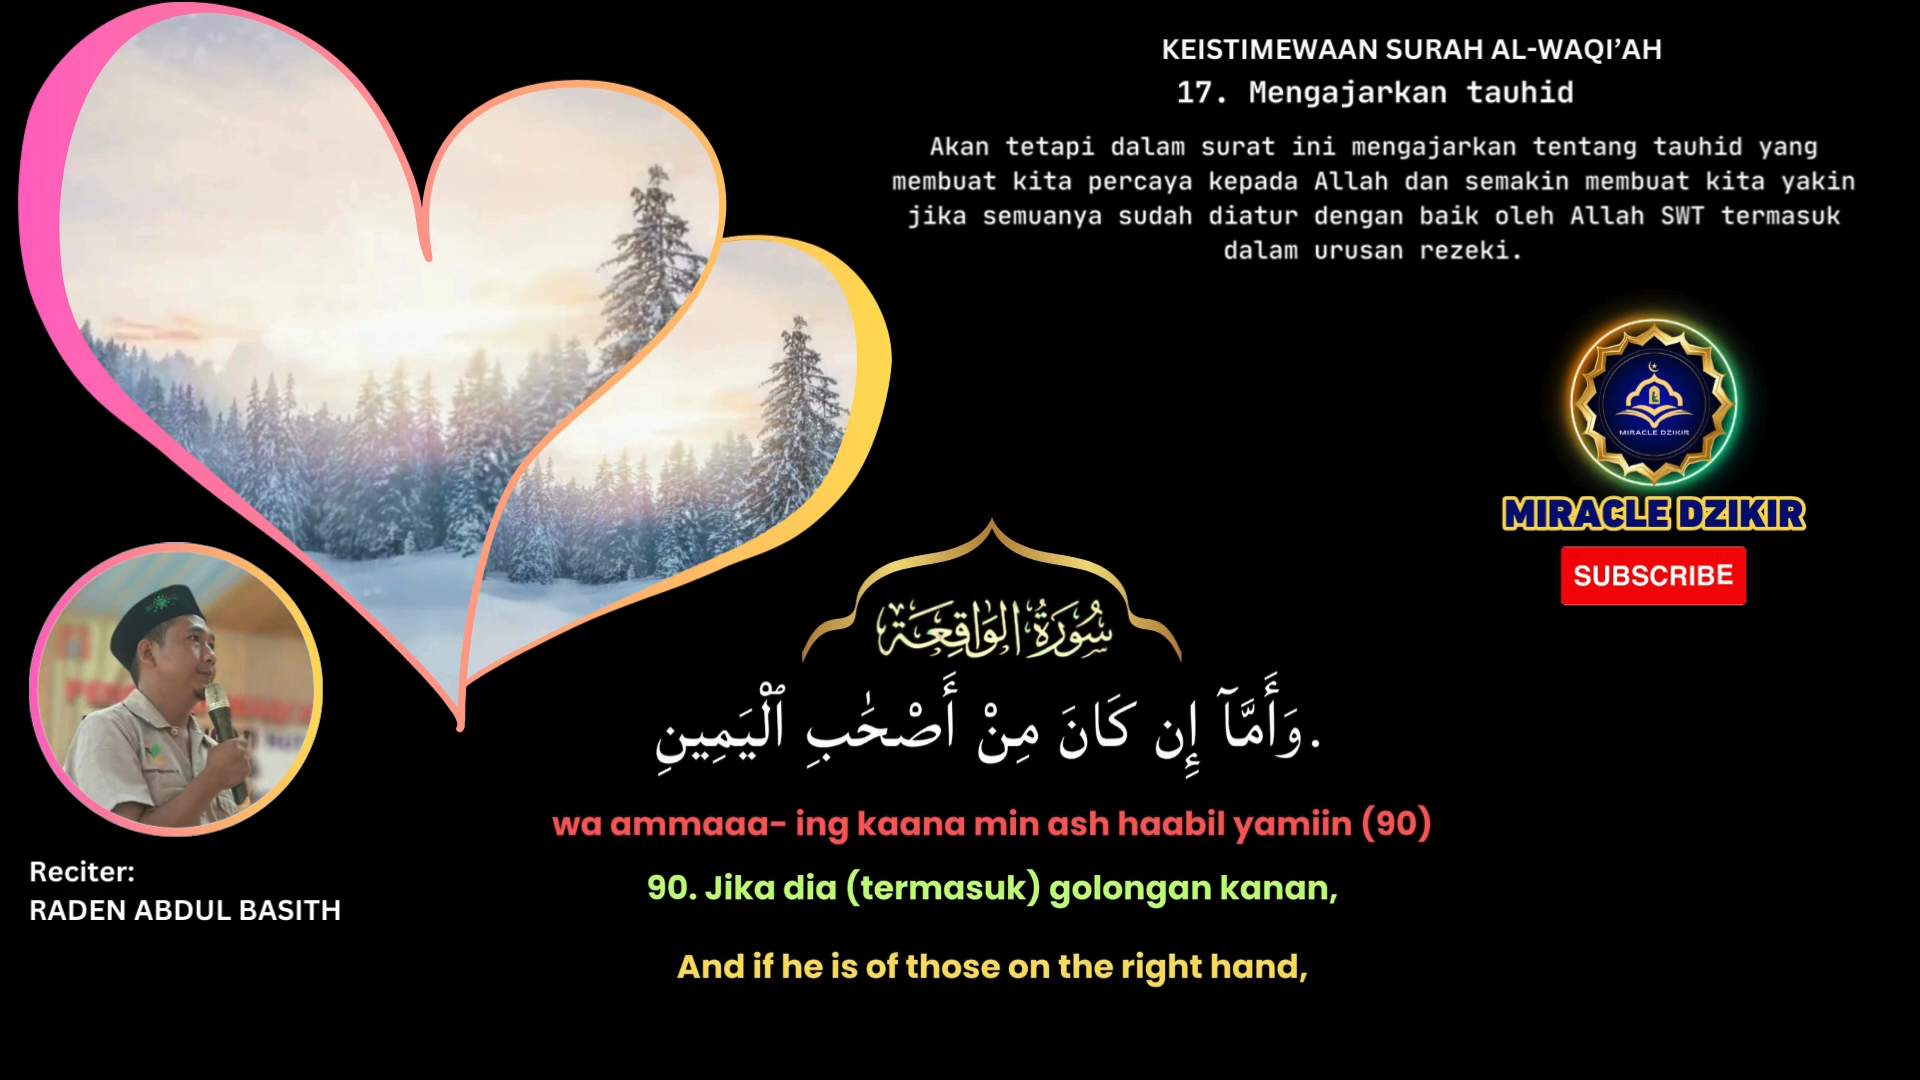 KEISTIMEWAAN SURAH AL-WAQI’AH
17. Mengajarkan tauhid
Akan tetapi dalam surat ini mengajarkan tentang tauhid yang
membuat kita percaya kepada Allah dan semakin membuat kita yakin
jika semuanya sudah diatur dengan baik oleh Allah SWT termasuk
dalam urusan rezeki.
MIRACLE DZIKIR
MIRACLE DZIKIR
SUBSCRIBE
سُورَةُ الوَاقِعَة
وَأَمَّآ إِن كَانَ مِنْ أَصْحَٰبِ ٱلْيَمِينِ.
wa ammaaa- ing kaana min ash haabil yamiin (90)
90. Jika dia (termasuk) golongan kanan,
And if he is of those on the right hand,
Reciter:
RADEN ABDUL BASITH